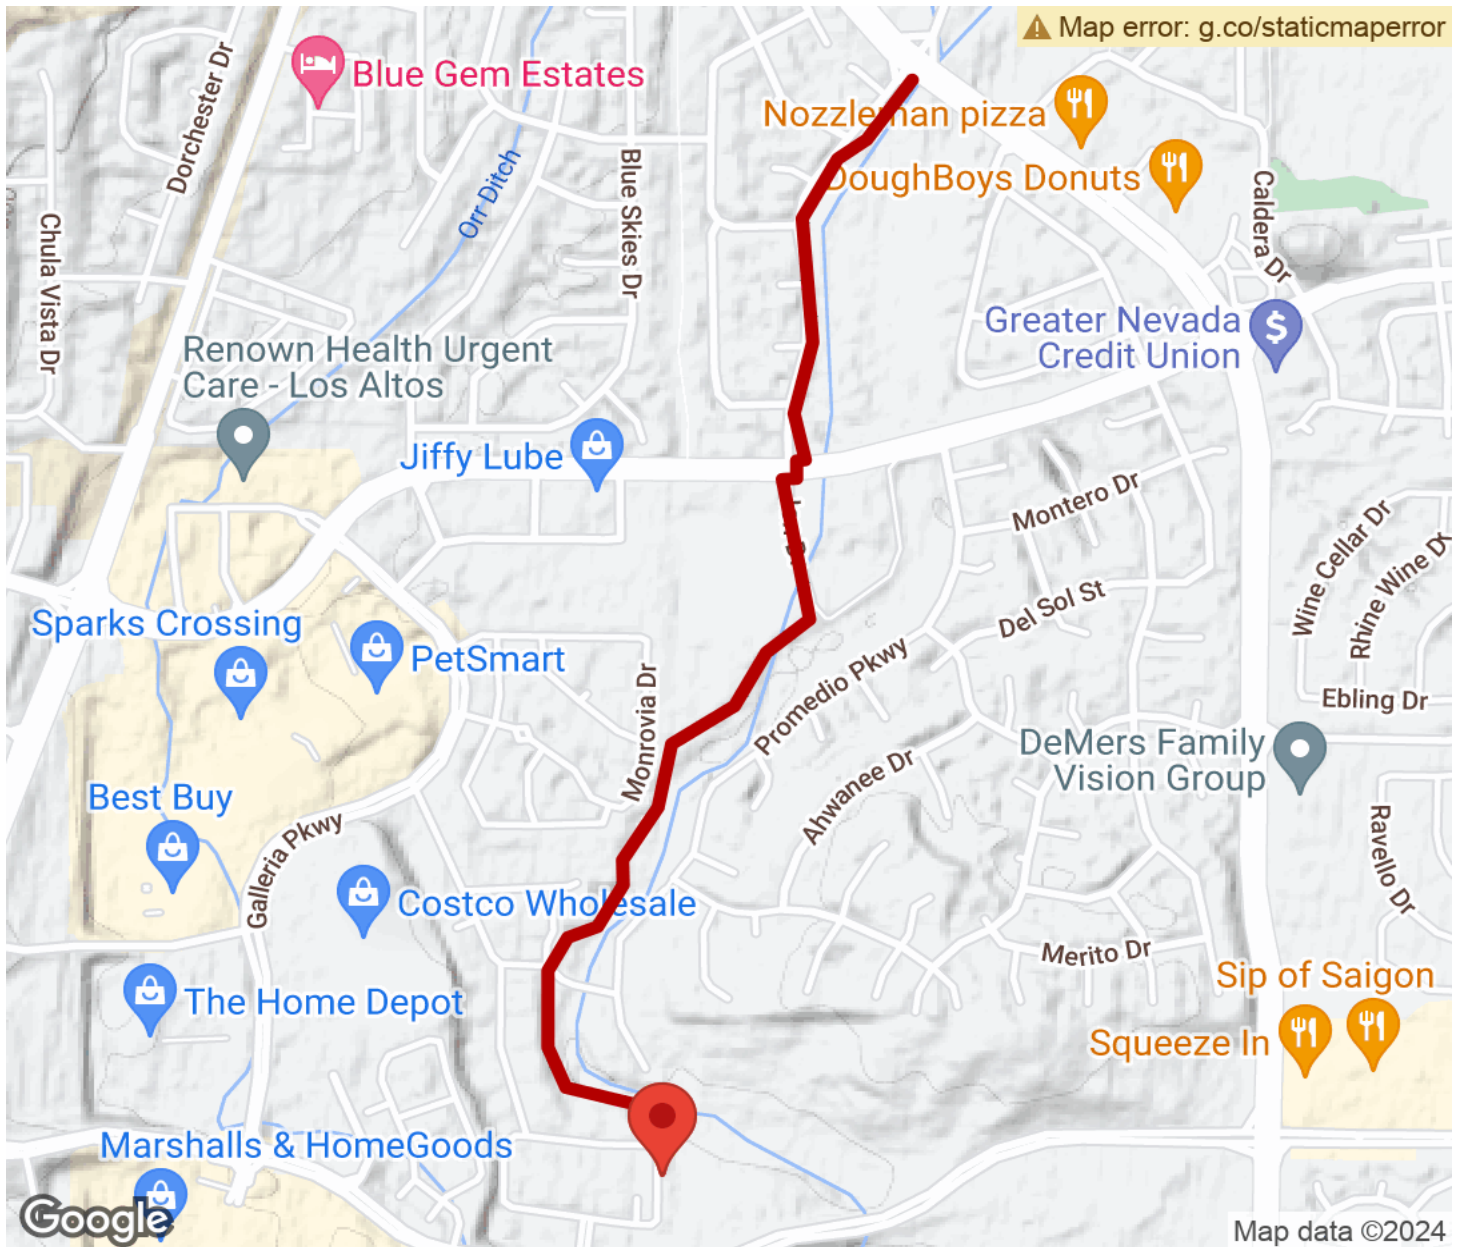 Map error: g.co/staticmaperror
Blue Gem Estates
Dorchester Dr
Nozzleman pizza
DoughBoys Donuts
Orr Ditch
Blue Skies Dr
Caldera Dr
Chula Vista Dr
Greater Nevada
Credit Union
Renown Health Urgent
Care - Los Altos
Jiffy Lube
Montero Dr
Wine Cellar Dr
Rhine Wine Dr
Del Sol St
Sparks Crossing
PetSmart
Promedio Pkwy
Monrovia Dr
Ebling Dr
DeMers Family
Vision Group
Ahwanee Dr
Best Buy
Galleria Pkwy
Ravello Dr
Costco Wholesale
Merito Dr
Sip of Saigon
The Home Depot
Squeeze In
Marshalls & HomeGoods
Google
Map data ©2024